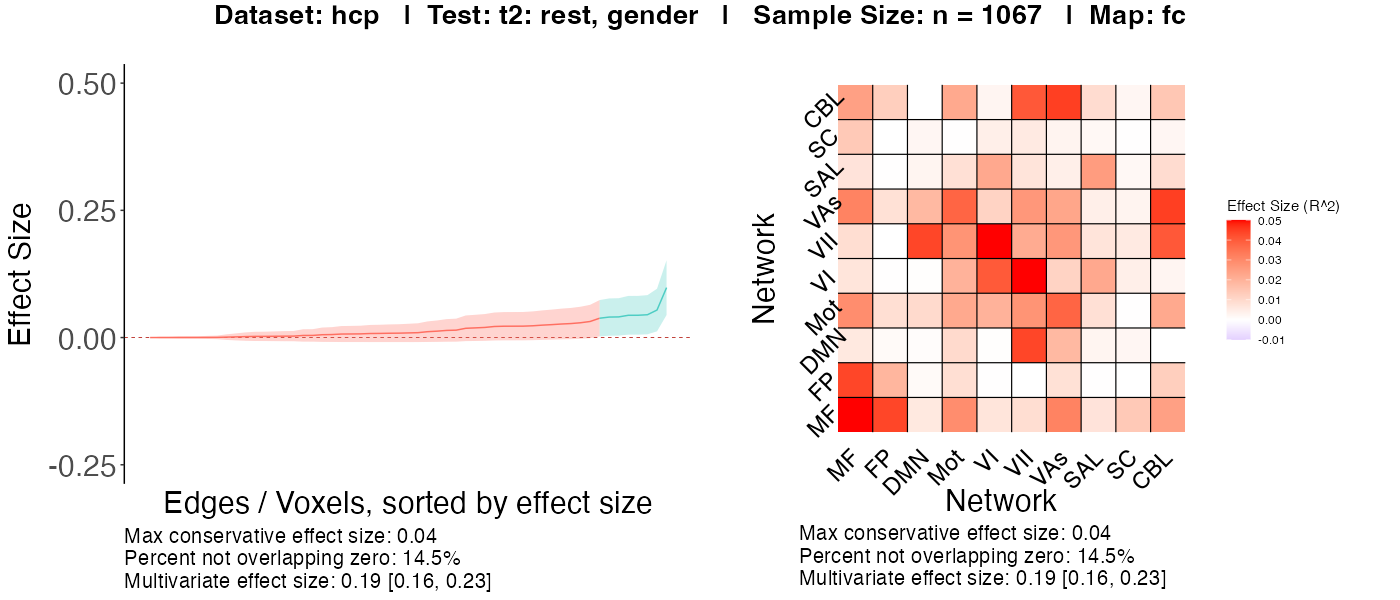 Dataset: hcp | Test: t2: rest, gender | Sample Size: n = 1067 | Map: fc
Effect Size
0.50
0.25
0.00
-0.25
Edges / Voxels, sorted by effect size
Max conservative effect size: 0.04
Percent not overlapping zero: 14.5%
Multivariate effect size: 0.19 [0.16, 0.23]
Network
CBL
SC
SAL
VAs
VII
VI
Mot
DMN
FP
MF
MF FP DMN Mot VI VII VAs SAL SC CBL
Network
Effect Size (R^2)
0.05
0.04
0.03
0.02
0.01
0.00
-0.01
Max conservative effect size: 0.04
Percent not overlapping zero: 14.5%
Multivariate effect size: 0.19 [0.16, 0.23]